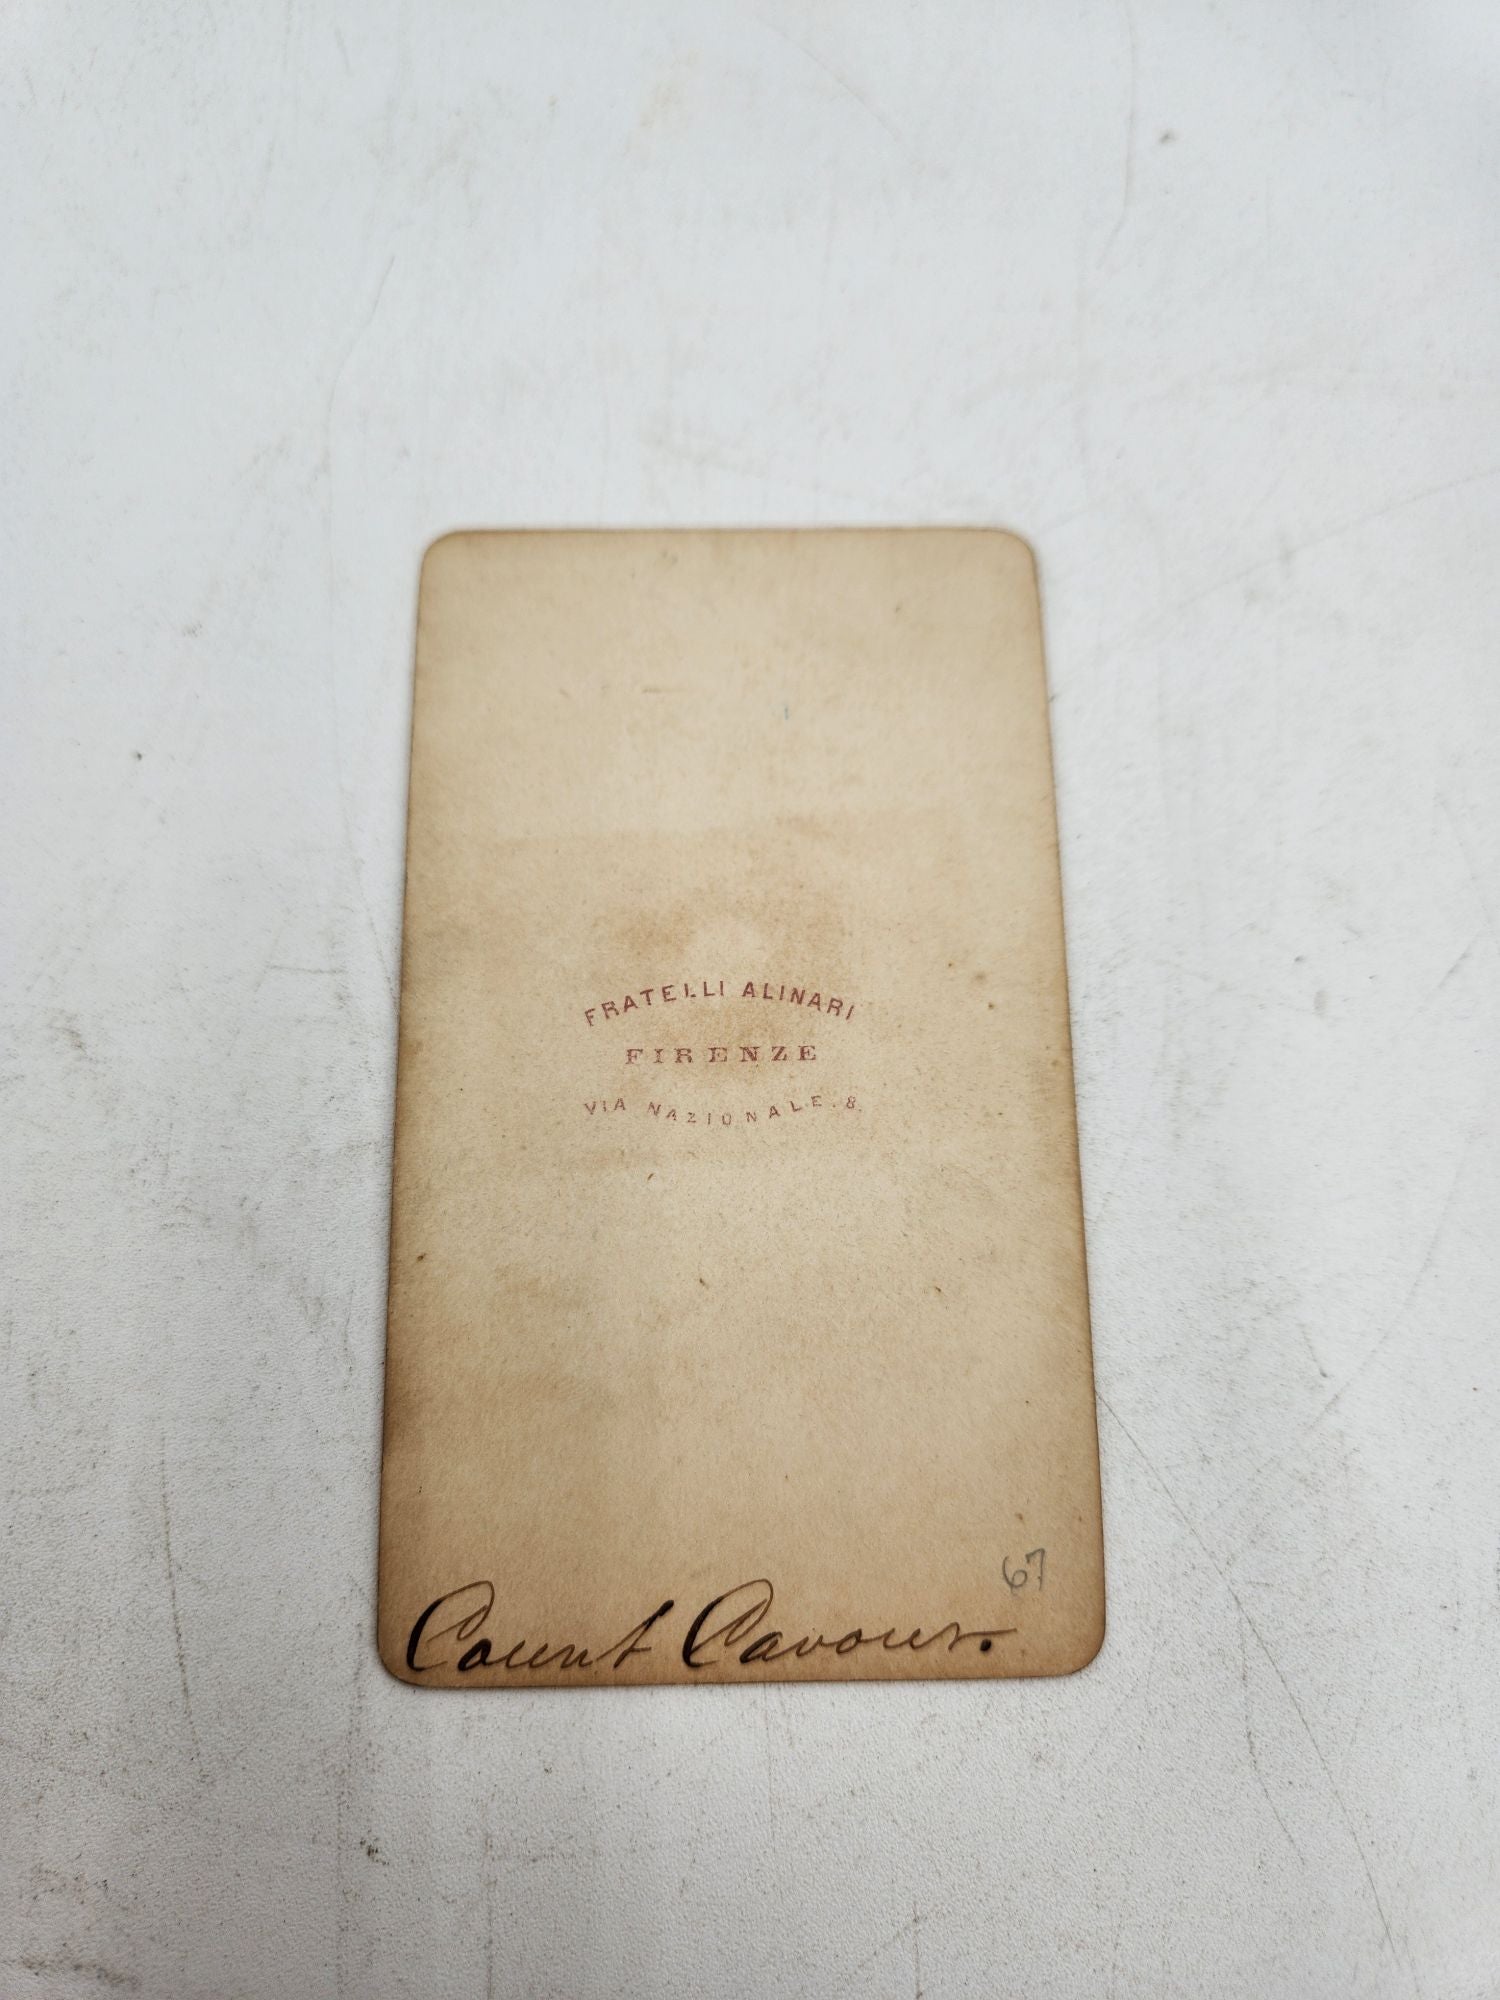 FRATELLI ALINARI
FIRENZE
VIA NAZIONALE. 8.
67
Count Cavour.